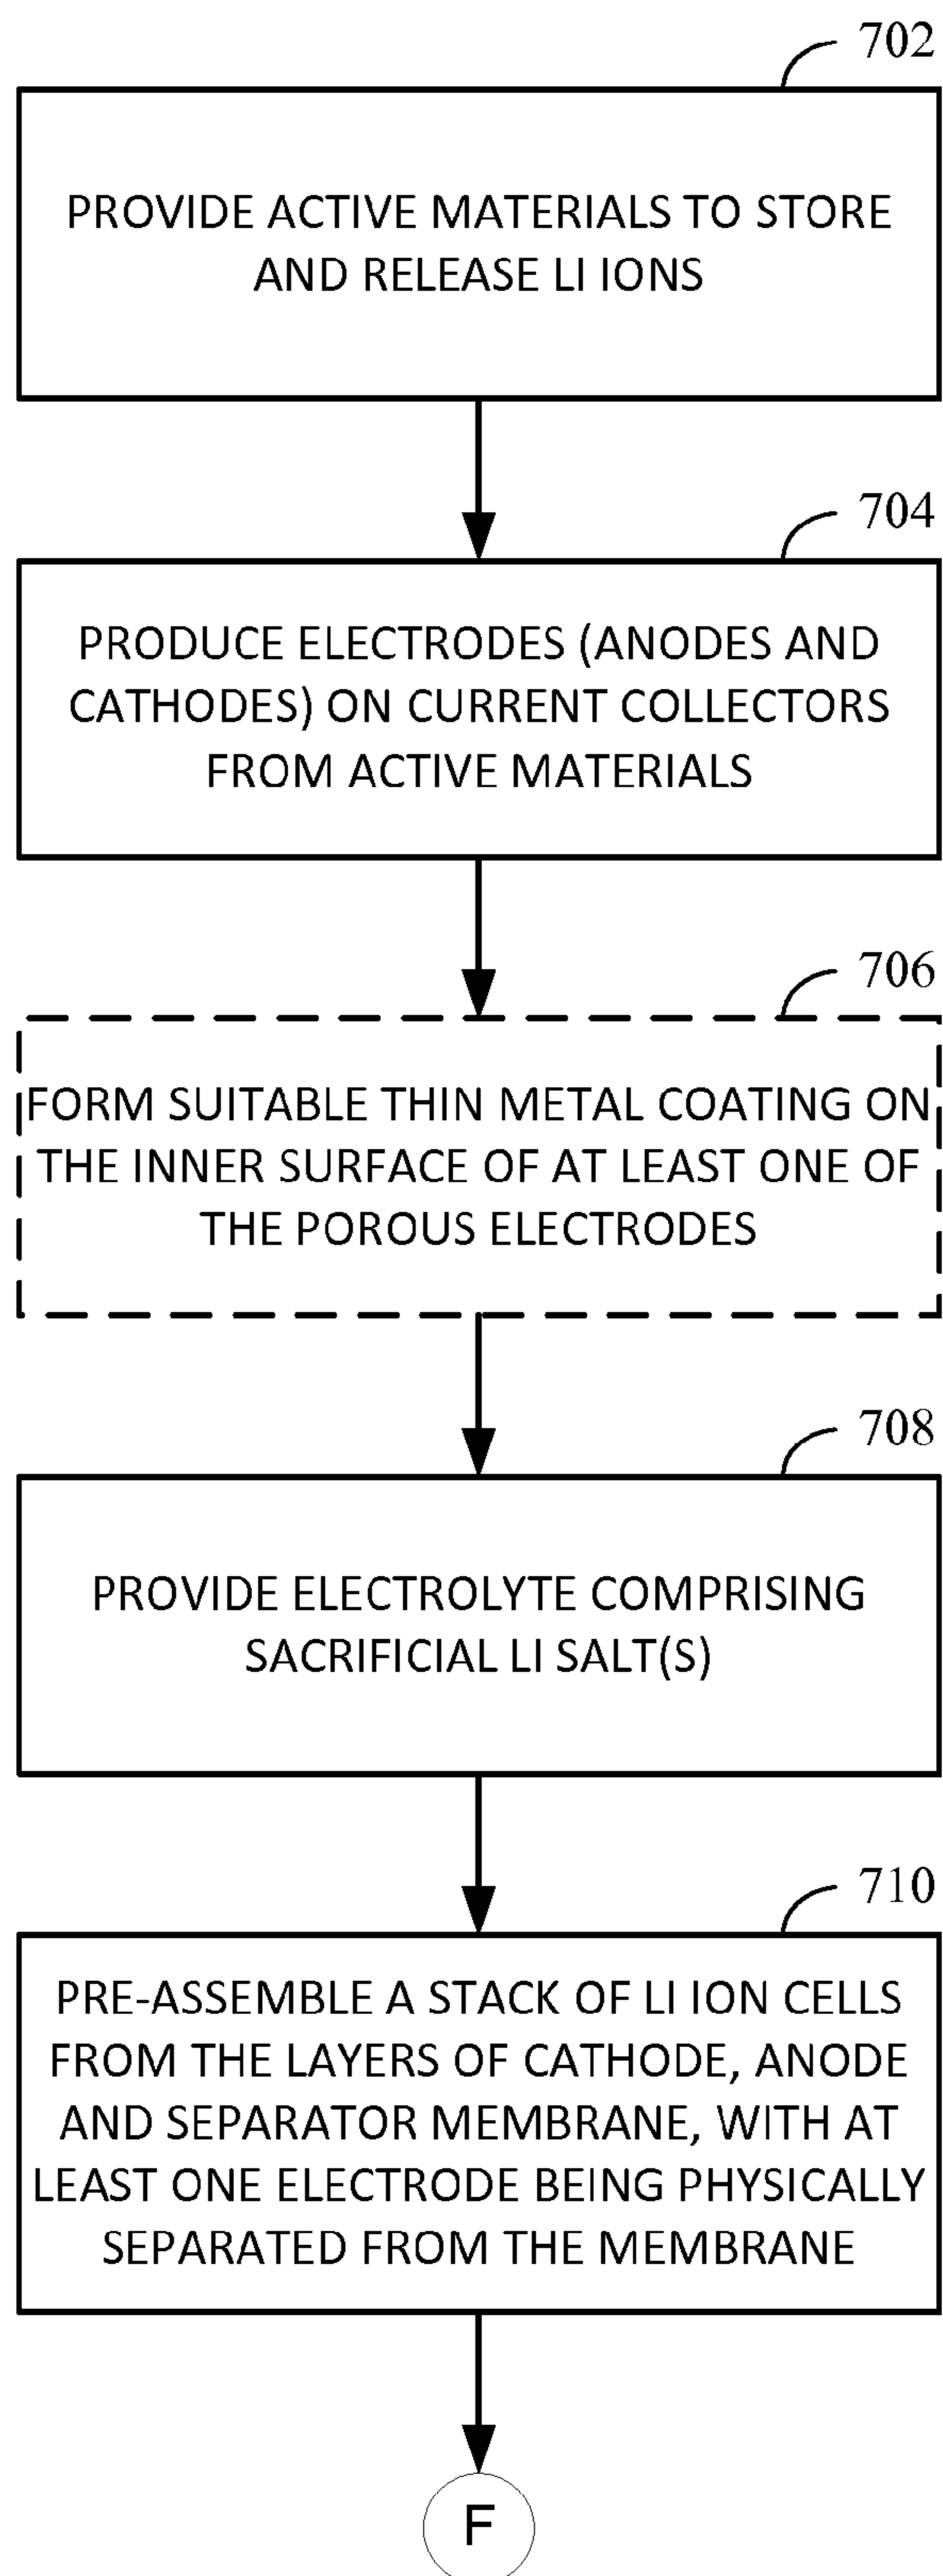 702
PROVIDE ACTIVE MATERIALS TO STORE
AND RELEASE LI IONS
704
PRODUCE ELECTRODES (ANODES AND
CATHODES) ON CURRENT COLLECTORS
FROM ACTIVE MATERIALS
706
FORM SUITABLE THIN METAL COATING ON
THE INNER SURFACE OF AT LEAST ONE OF
THE POROUS ELECTRODES
708
PROVIDE ELECTROLYTE COMPRISING
SACRIFICIAL LI SALT(S)
710
PRE-ASSEMBLE A STACK OF LI ION CELLS
FROM THE LAYERS OF CATHODE, ANODE
AND SEPARATOR MEMBRANE, WITH AT
LEAST ONE ELECTRODE BEING PHYSICALLY
SEPARATED FROM THE MEMBRANE
F